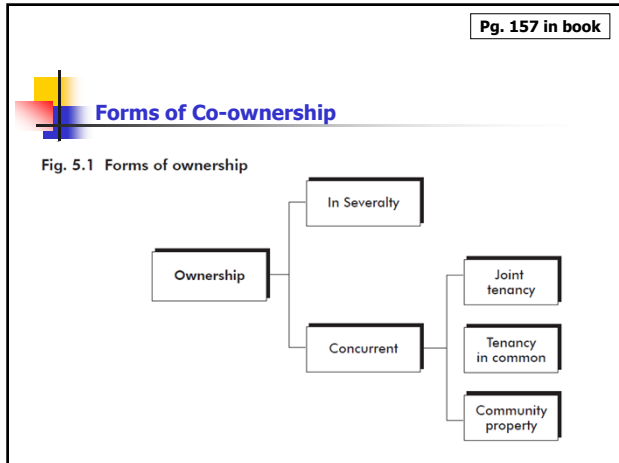 Pg. 157 in book
Forms of Co-ownership
Fig. 5.1 Forms of ownership
In Severalty
Ownership
Joint
tenancy
Concurrent
Tenancy
in common
Community
property